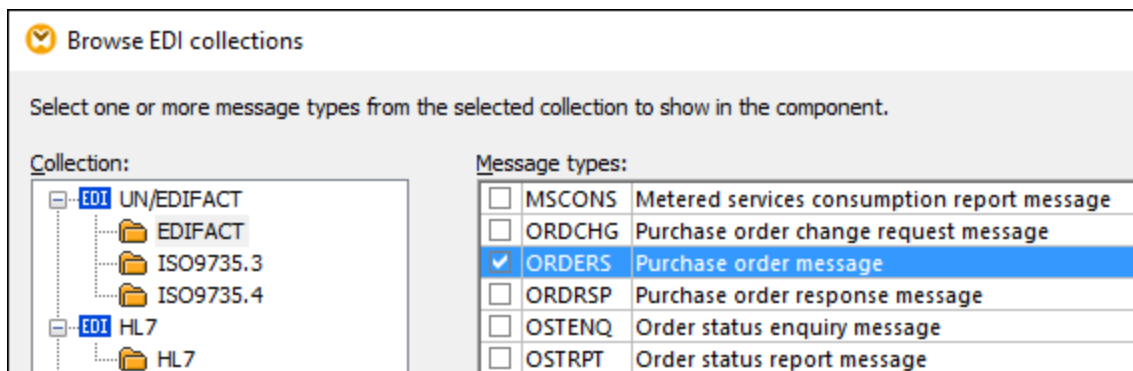 Browse EDI collections
Select one or more message types from the selected collection to show in the component.
Collection:
EDI UN/EDIFACT
EDIFACT
ISO9735.3
ISO9735.4
EDI HL7
HL7
Message types:
MSCONS Metered services consumption report message
ORDCHG Purchase order change request message
ORDERS Purchase order message
ORDRSP Purchase order response message
OSTENQ Order status enquiry message
OSTRPT Order status report message